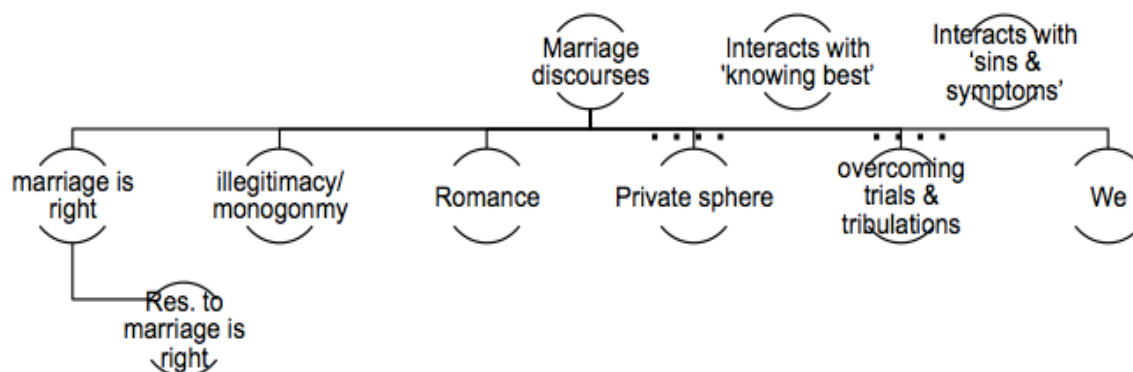 Marriage
discourses
Interacts with
'knowing best'
Interacts with
‘sins &
symptoms’
marriage is
right
illegitimacy/
monogonmy
Romance
Private sphere
overcoming
trials &
tribulations
We
Res. to
marriage is
right